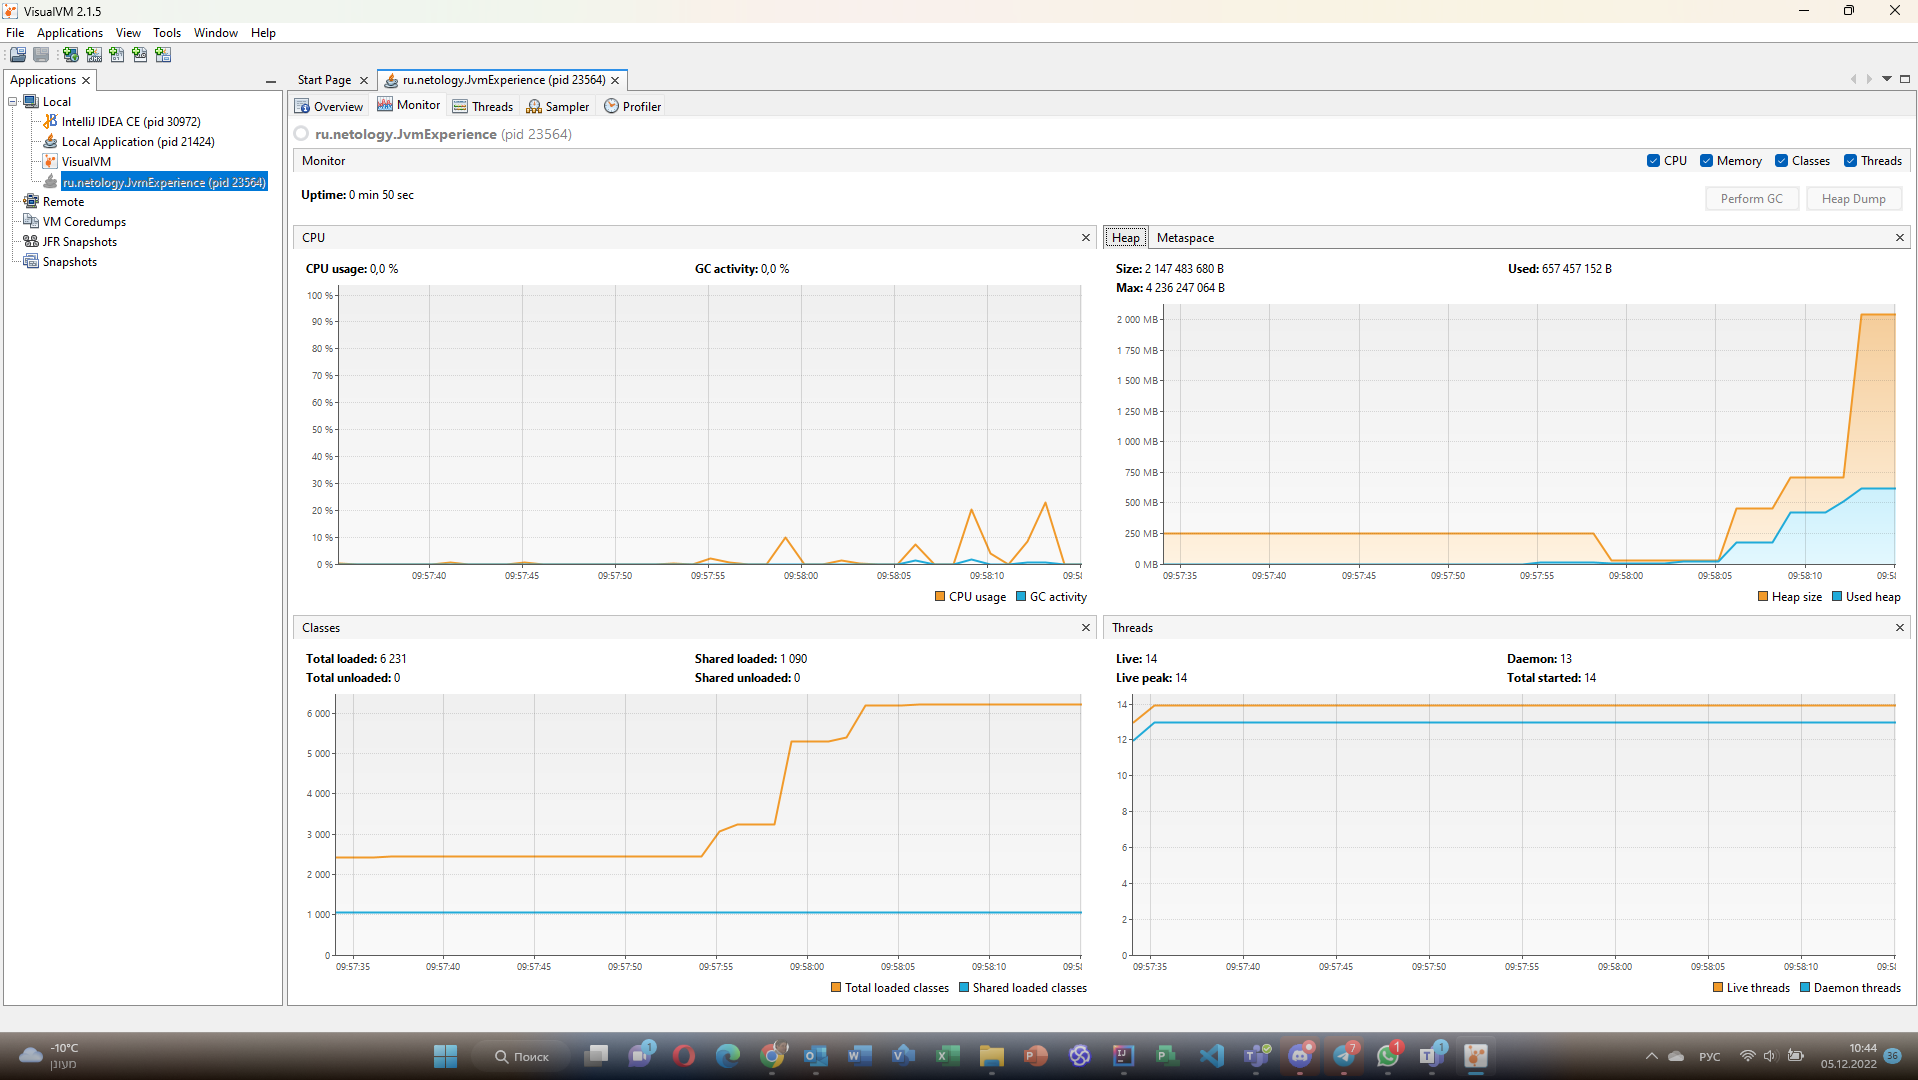 VisualVM 2.1.5
File Applications View Tools Window Help
Applications
Start Page
ru.netology.JvmExperience (pid 23564)
Local
IntelliJ IDEA CE (pid 30972)
Local Application (pid 21424)
VisualVM
ru.netology.JvmExperience (pid 23564)
Remote
VM Coredumps
JFR Snapshots
Snapshots
Overview Monitor Threads Sampler Profiler
ru.netology.JvmExperience (pid 23564)
Monitor
CPU Memory Classes Threads
Uptime: 0 min 50 sec
Perform GC Heap Dump
CPU
CPU usage: 0,0 % GC activity: 0,0 %
100 %
90 %
80 %
70 %
60 %
50 %
40 %
30 %
20 %
10 %
0 %
09:57:40 09:57:45 09:57:50 09:57:55 09:58:00 09:58:05 09:58:10 09:58
CPU usage GC activity
Heap Metaspace
Size: 2 147 483 680 B Used: 657 457 152 B
Max: 4 236 247 064 B
2 000 MB
1 750 MB
1 500 MB
1 250 MB
1 000 MB
750 MB
500 MB
250 MB
0 MB
09:57:35 09:57:40 09:57:45 09:57:50 09:57:55 09:58:00 09:58:05 09:58:10 09:58
Heap size Used heap
Classes
Total loaded: 6 231 Shared loaded: 1 090
Total unloaded: 0 Shared unloaded: 0
6 000
5 000
4 000
3 000
2 000
1 000
0
09:57:35 09:57:40 09:57:45 09:57:50 09:57:55 09:58:00 09:58:05 09:58:10 09:58
Total loaded classes Shared loaded classes
Threads
Live: 14 Daemon: 13
Live peak: 14 Total started: 14
14
12
10
8
6
4
2
0
09:57:35 09:57:40 09:57:45 09:57:50 09:57:55 09:58:00 09:58:05 09:58:10 09:58
Live threads Daemon threads
-10°C
מעונן
Поиск
1
7
1
1
РУС
10:44
05.12.2022
36